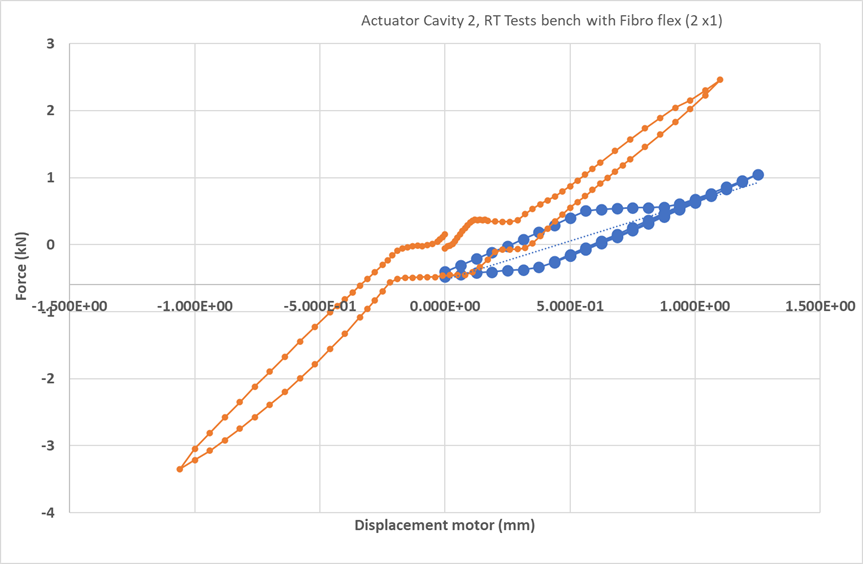 Actuator Cavity 2, RT Tests bench with Fibro flex (2 x1)
3
2
1
0
-1
-2
-3
-4
Force (kN)
-1,500E+00 -1.000E+00 -5.000E-01 0.000E+00 5.000E-01 1.000E+00 1.500E+00
Displacement motor (mm)